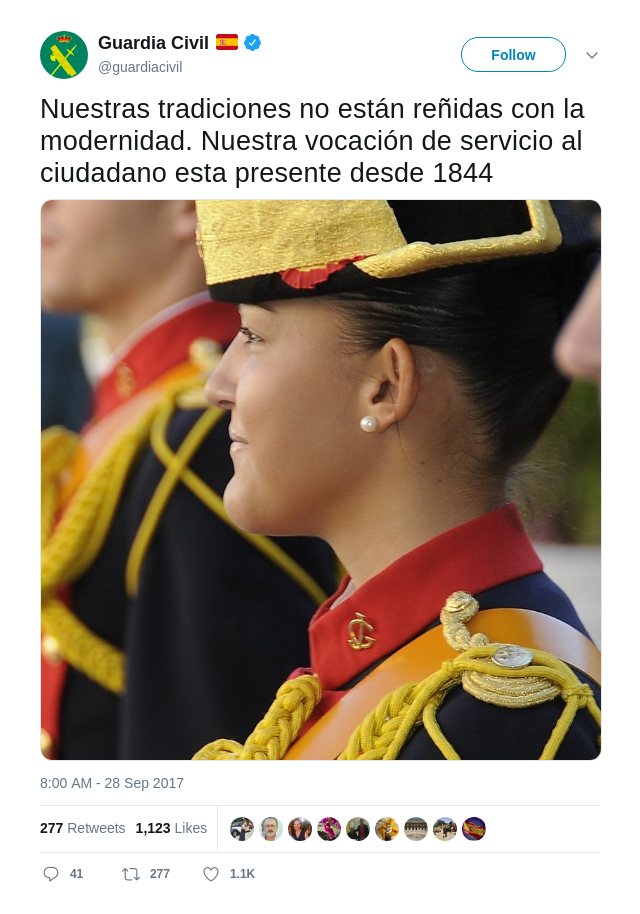 Guardia Civil
@guardiacivil
Follow
Nuestras tradiciones no están reñidas con la
modernidad. Nuestra vocación de servicio al
ciudadano esta presente desde 1844
8:00 AM - 28 Sep 2017
277 Retweets 1,123 Likes
41 277 1.1K